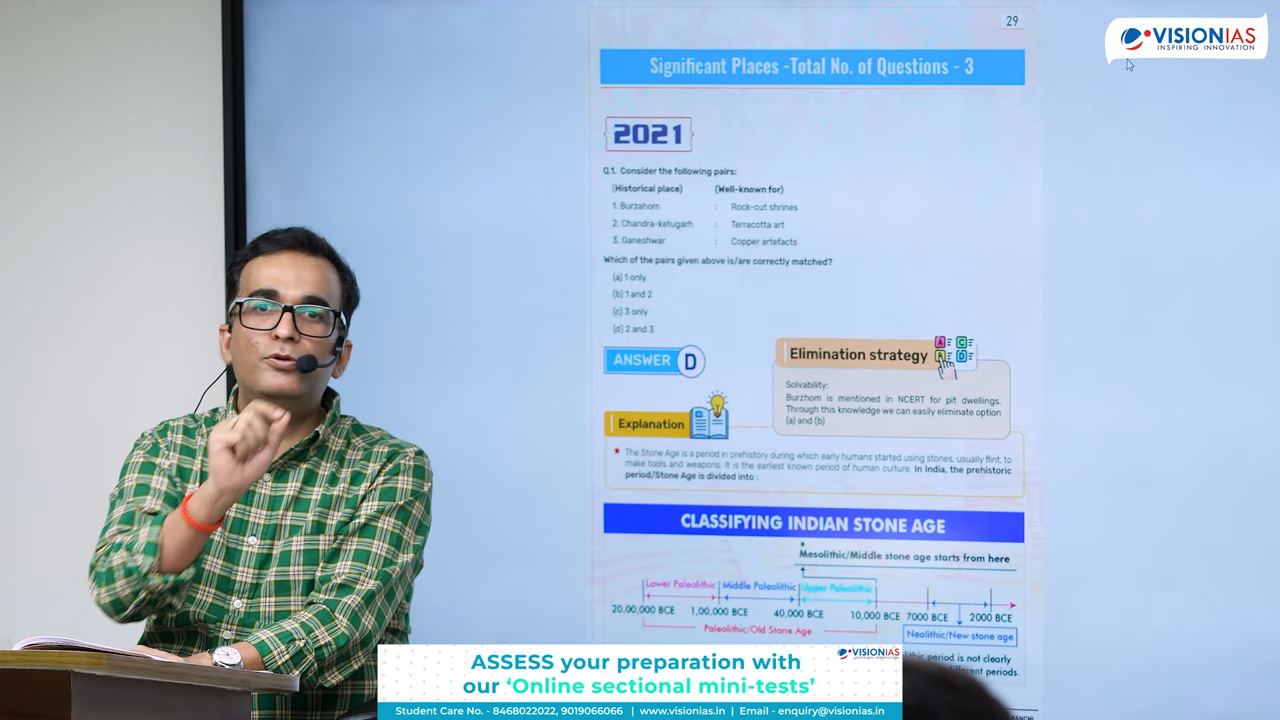 29
VISIONIAS
INSPIRING INNOVATION
Significant Places -Total No. of Questions - 3
2021
Q.1. Consider the following pairs:
(Historical place) (Well-known for)
1. Burzahom : Rock-cut shrines
2. Chandra-ketugarh : Terracotta art
3. Ganeshwar : Copper artefacts
Which of the pairs given above is/are correctly matched?
(a) 1 only
(b) 1 and 2
(c) 3 only
(d) 2 and 3
ANSWER D
Elimination strategy
A C
B D
Solvability:
Burzhom is mentioned in NCERT for pit dwellings.
Through this knowledge we can easily eliminate option
(a) and (b)
Explanation
The Stone Age is a period in prehistory during which early humans started using stones, usually flint, to
make tools and weapons. It is the earliest known period of human culture. In India, the prehistoric
period/Stone Age is divided into :
CLASSIFYING INDIAN STONE AGE
Mesolithic/Middle stone age starts from here
Lower Paleolithic Middle Paleolithic Upper Paleolithic
20,00,000 BCE 1,00,000 BCE 40,000 BCE 10,000 BCE 7000 BCE 2000 BCE
Paleolithic/Old Stone Age
Neolithic/New stone age
period is not clearly
periods.
ASSESS your preparation with
our ‘Online sectional mini-tests’
VISIONIAS
Student Care No. - 8468022022, 9019066066 | www.visionias.in | Email - enquiry@visionias.in